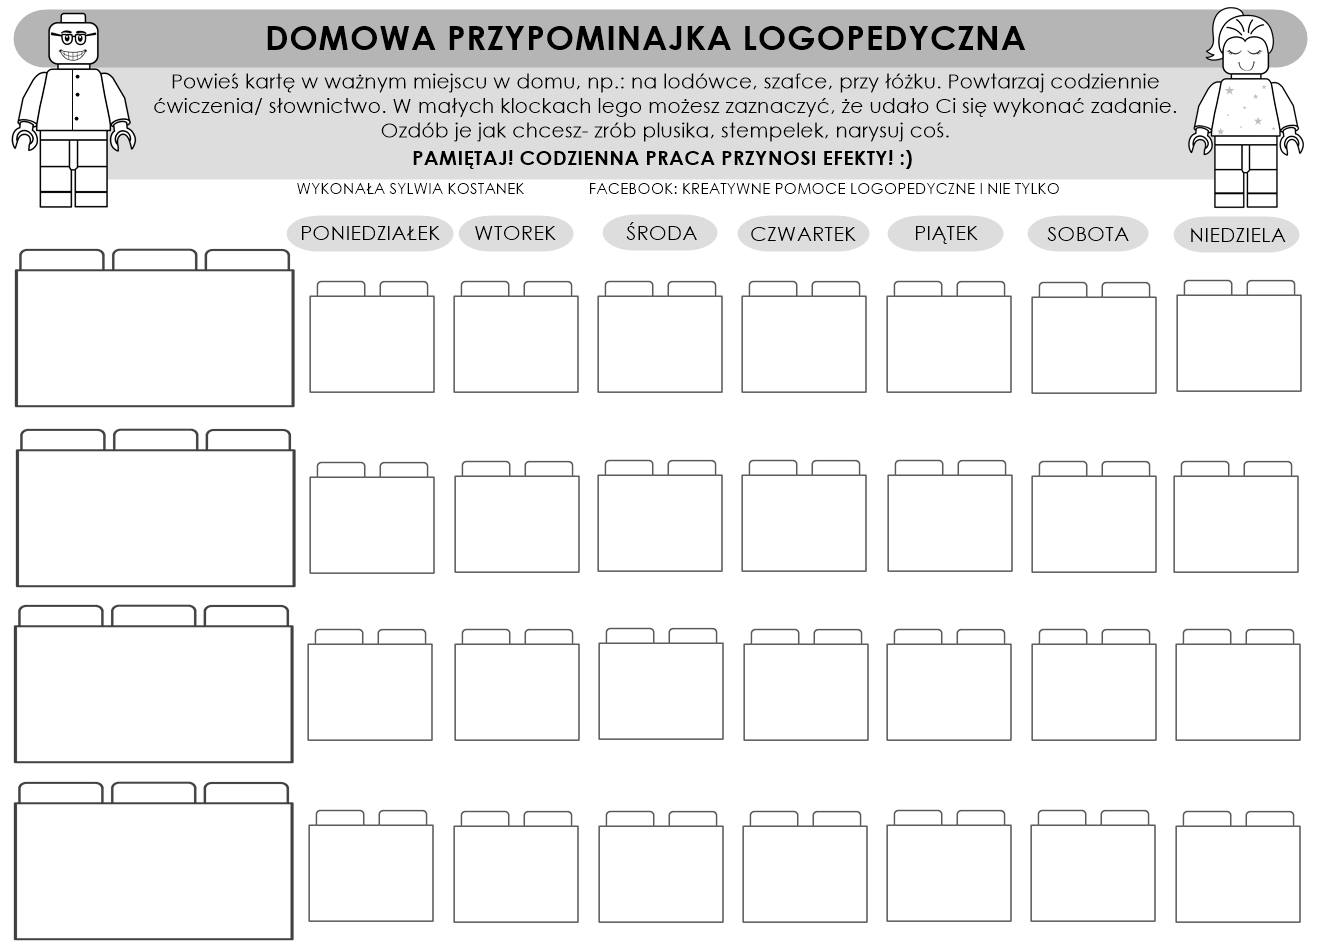 DOMOWA PRZYPOMINAJKA LOGOPEDYCZNA
Powieś kartę w ważnym miejscu w domu, np.: na lodówce, szafce, przy łóżku. Powtarzaj codziennie
ćwiczenia/ słownictwo. W małych klockach lego możesz zaznaczyć, że udało Ci się wykonać zadanie.
Ozdób je jak chcesz- zrób plusika, stempelek, narysuj coś.
PAMIĘTAJ! CODZIENNA PRACA PRZYNOSI EFEKTY! :)
WYKONAŁA SYLWIA KOSTANEK FACEBOOK: KREATYWNE POMOCE LOGOPEDYCZNE I NIE TYLKO
PONIEDZIAŁEK WTOREK ŚRODA CZWARTEK PIĄTEK SOBOTA NIEDZIELA